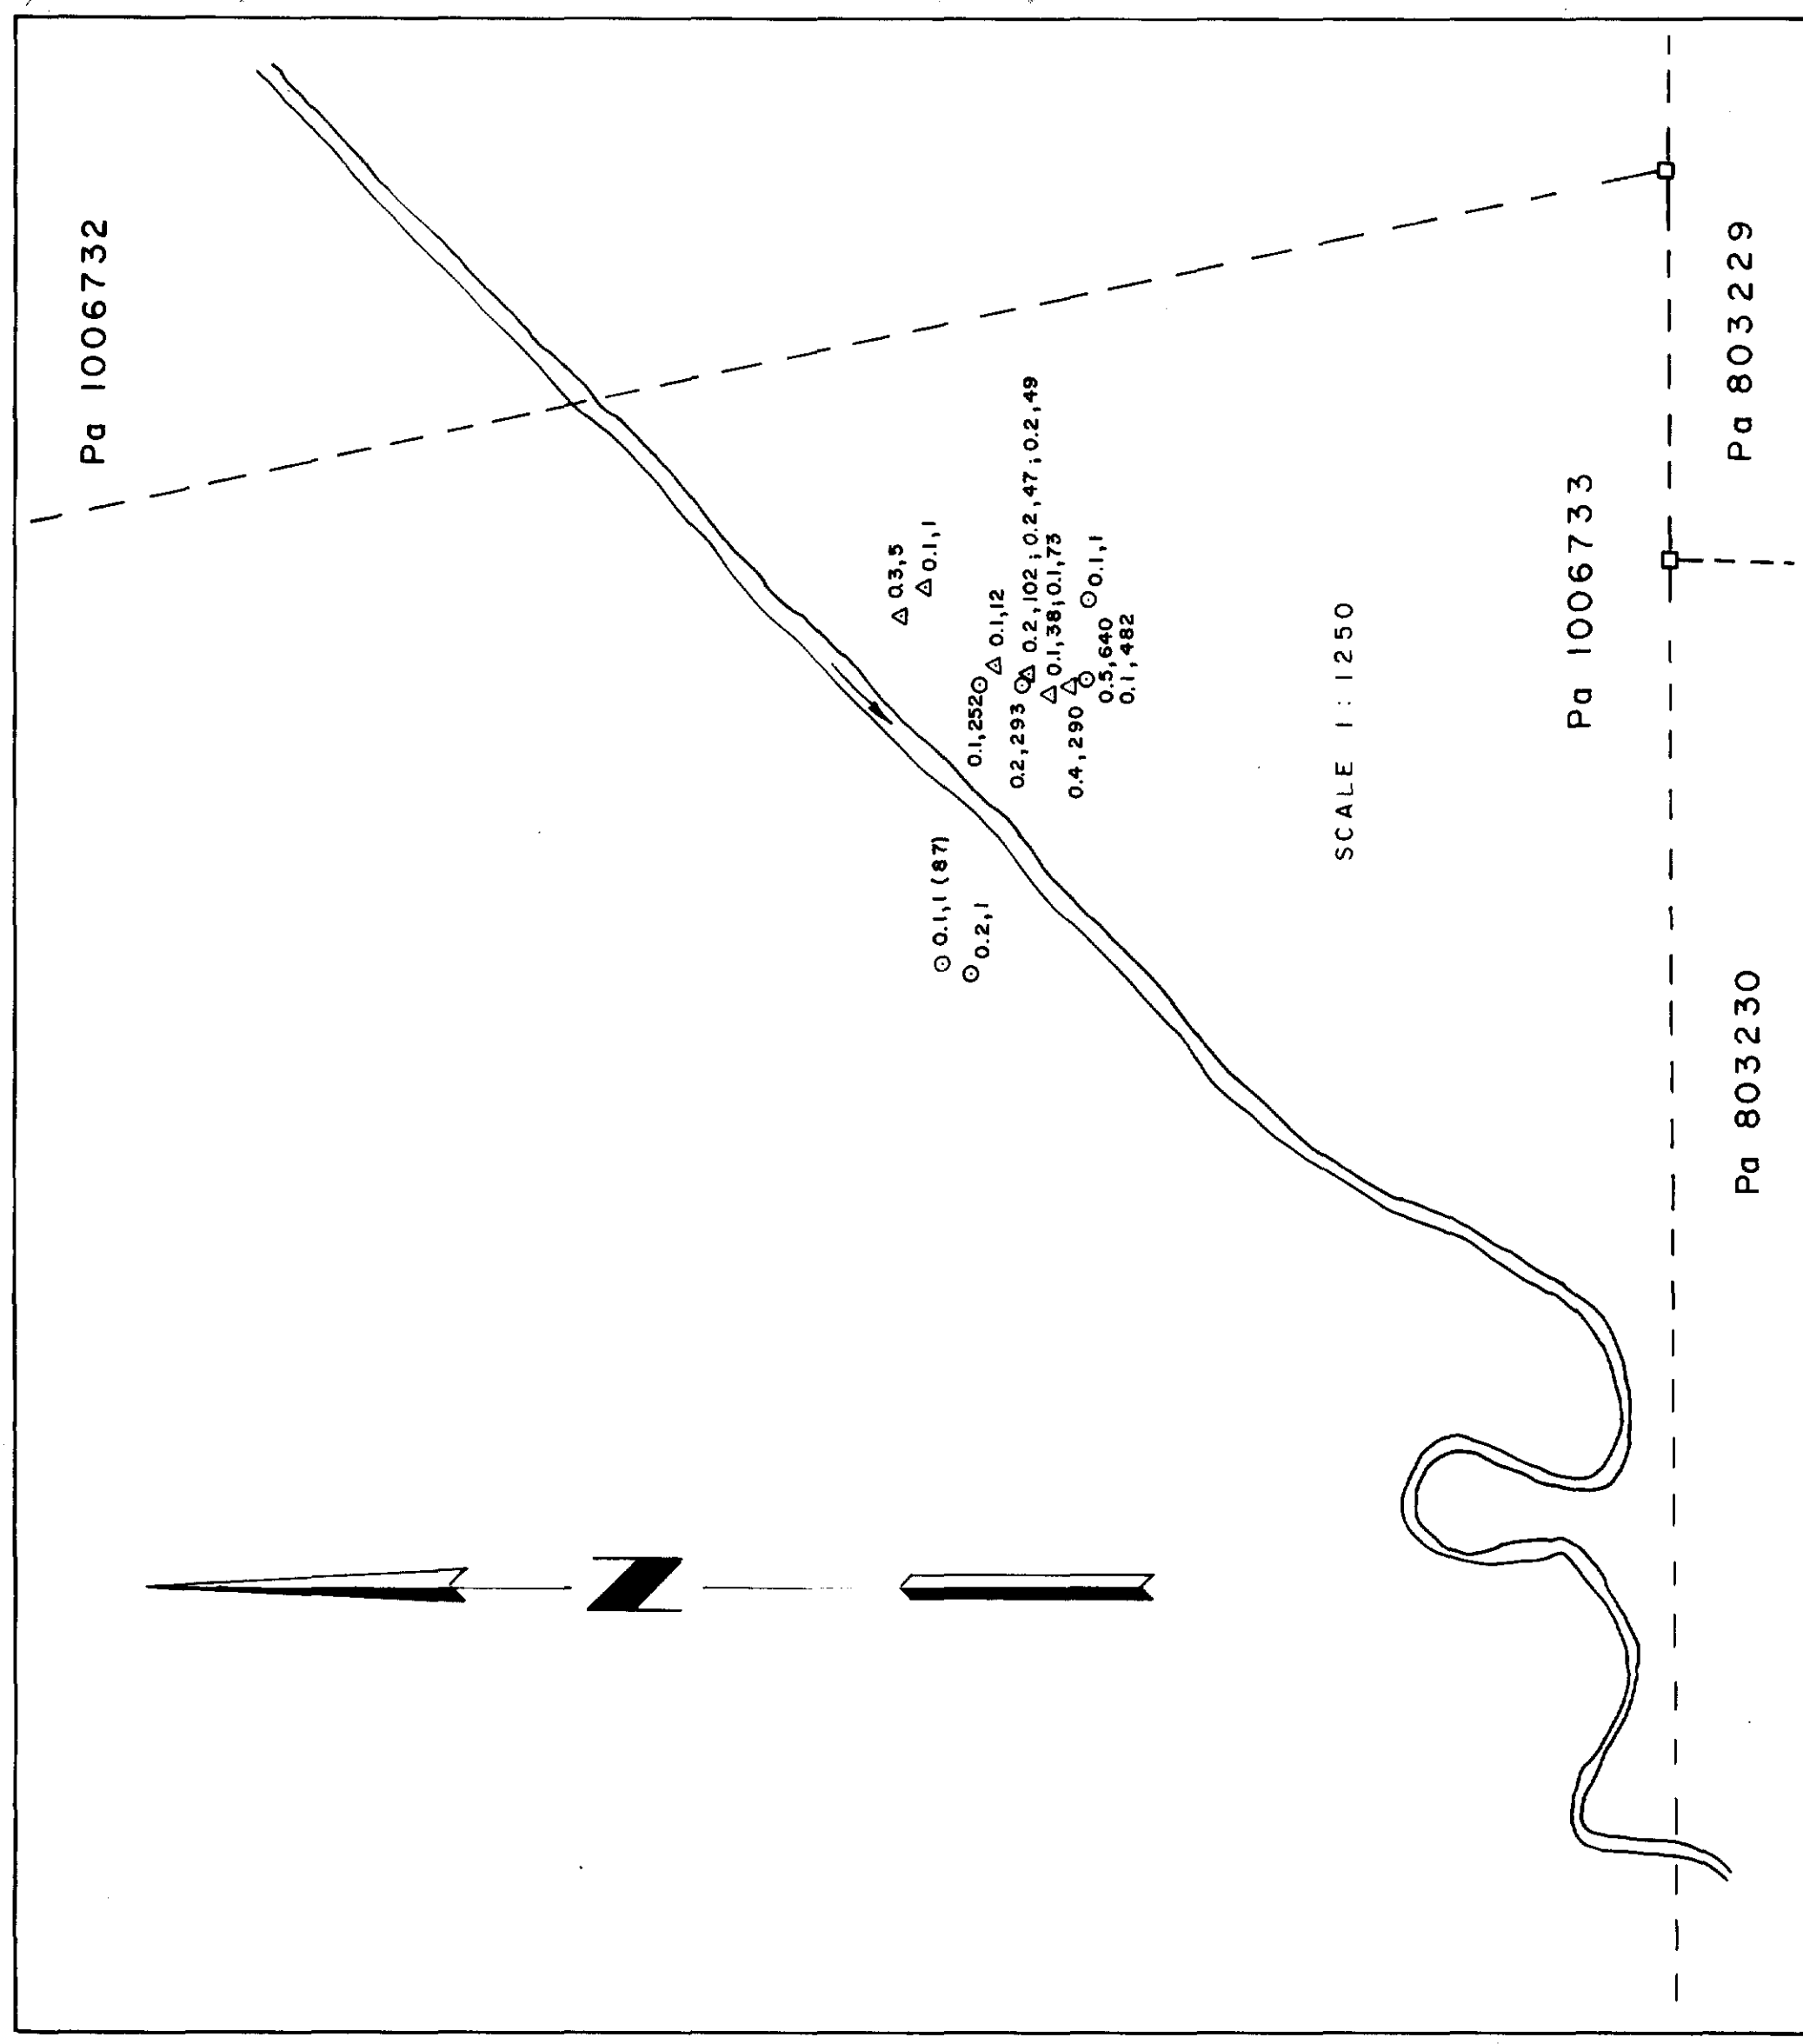 Pa 1006732
0.3,5
0.1,1
0.1,12
0.1,252
0.2,102 ; 0.2,47 ; 0.2,49
0.2,293
0.1,38; 0.1,73
0.4,290
0.1,1
0.5,640
0.1,482
0.1,1 (87)
0.2,1
SCALE 1:1250
Pa 1006733
Pa 803229
Pa 803230
N